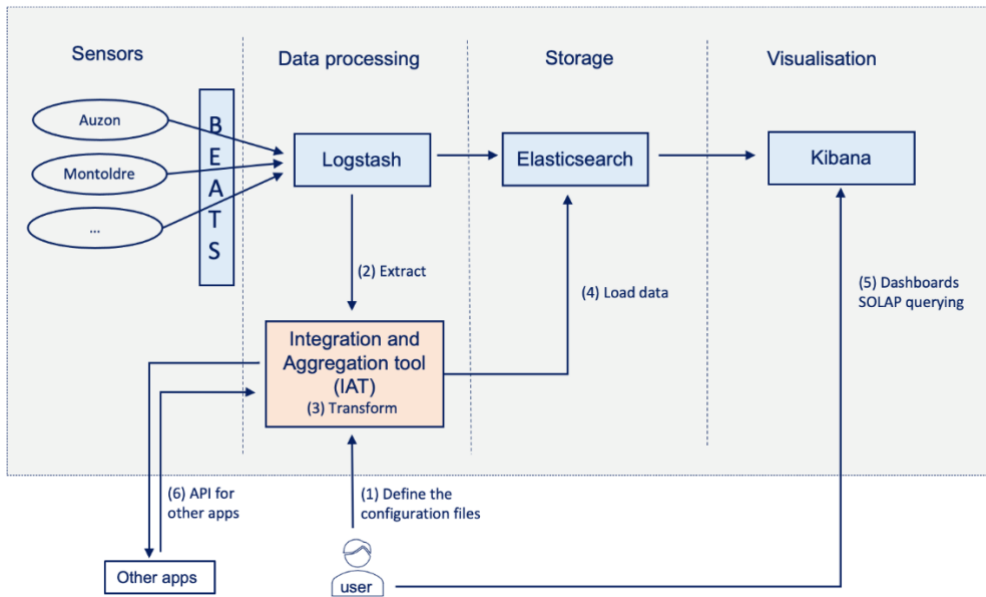 Sensors
Data processing
Storage
Visualisation
Auzon
Montoldre
...
B
E
A
T
S
Logstash
Elasticsearch
Kibana
(2) Extract
(4) Load data
(5) Dashboards
SOLAP querying
Integration and
Aggregation tool
(IAT)
(3) Transform
(6) API for
other apps
(1) Define the
configuration files
Other apps
user